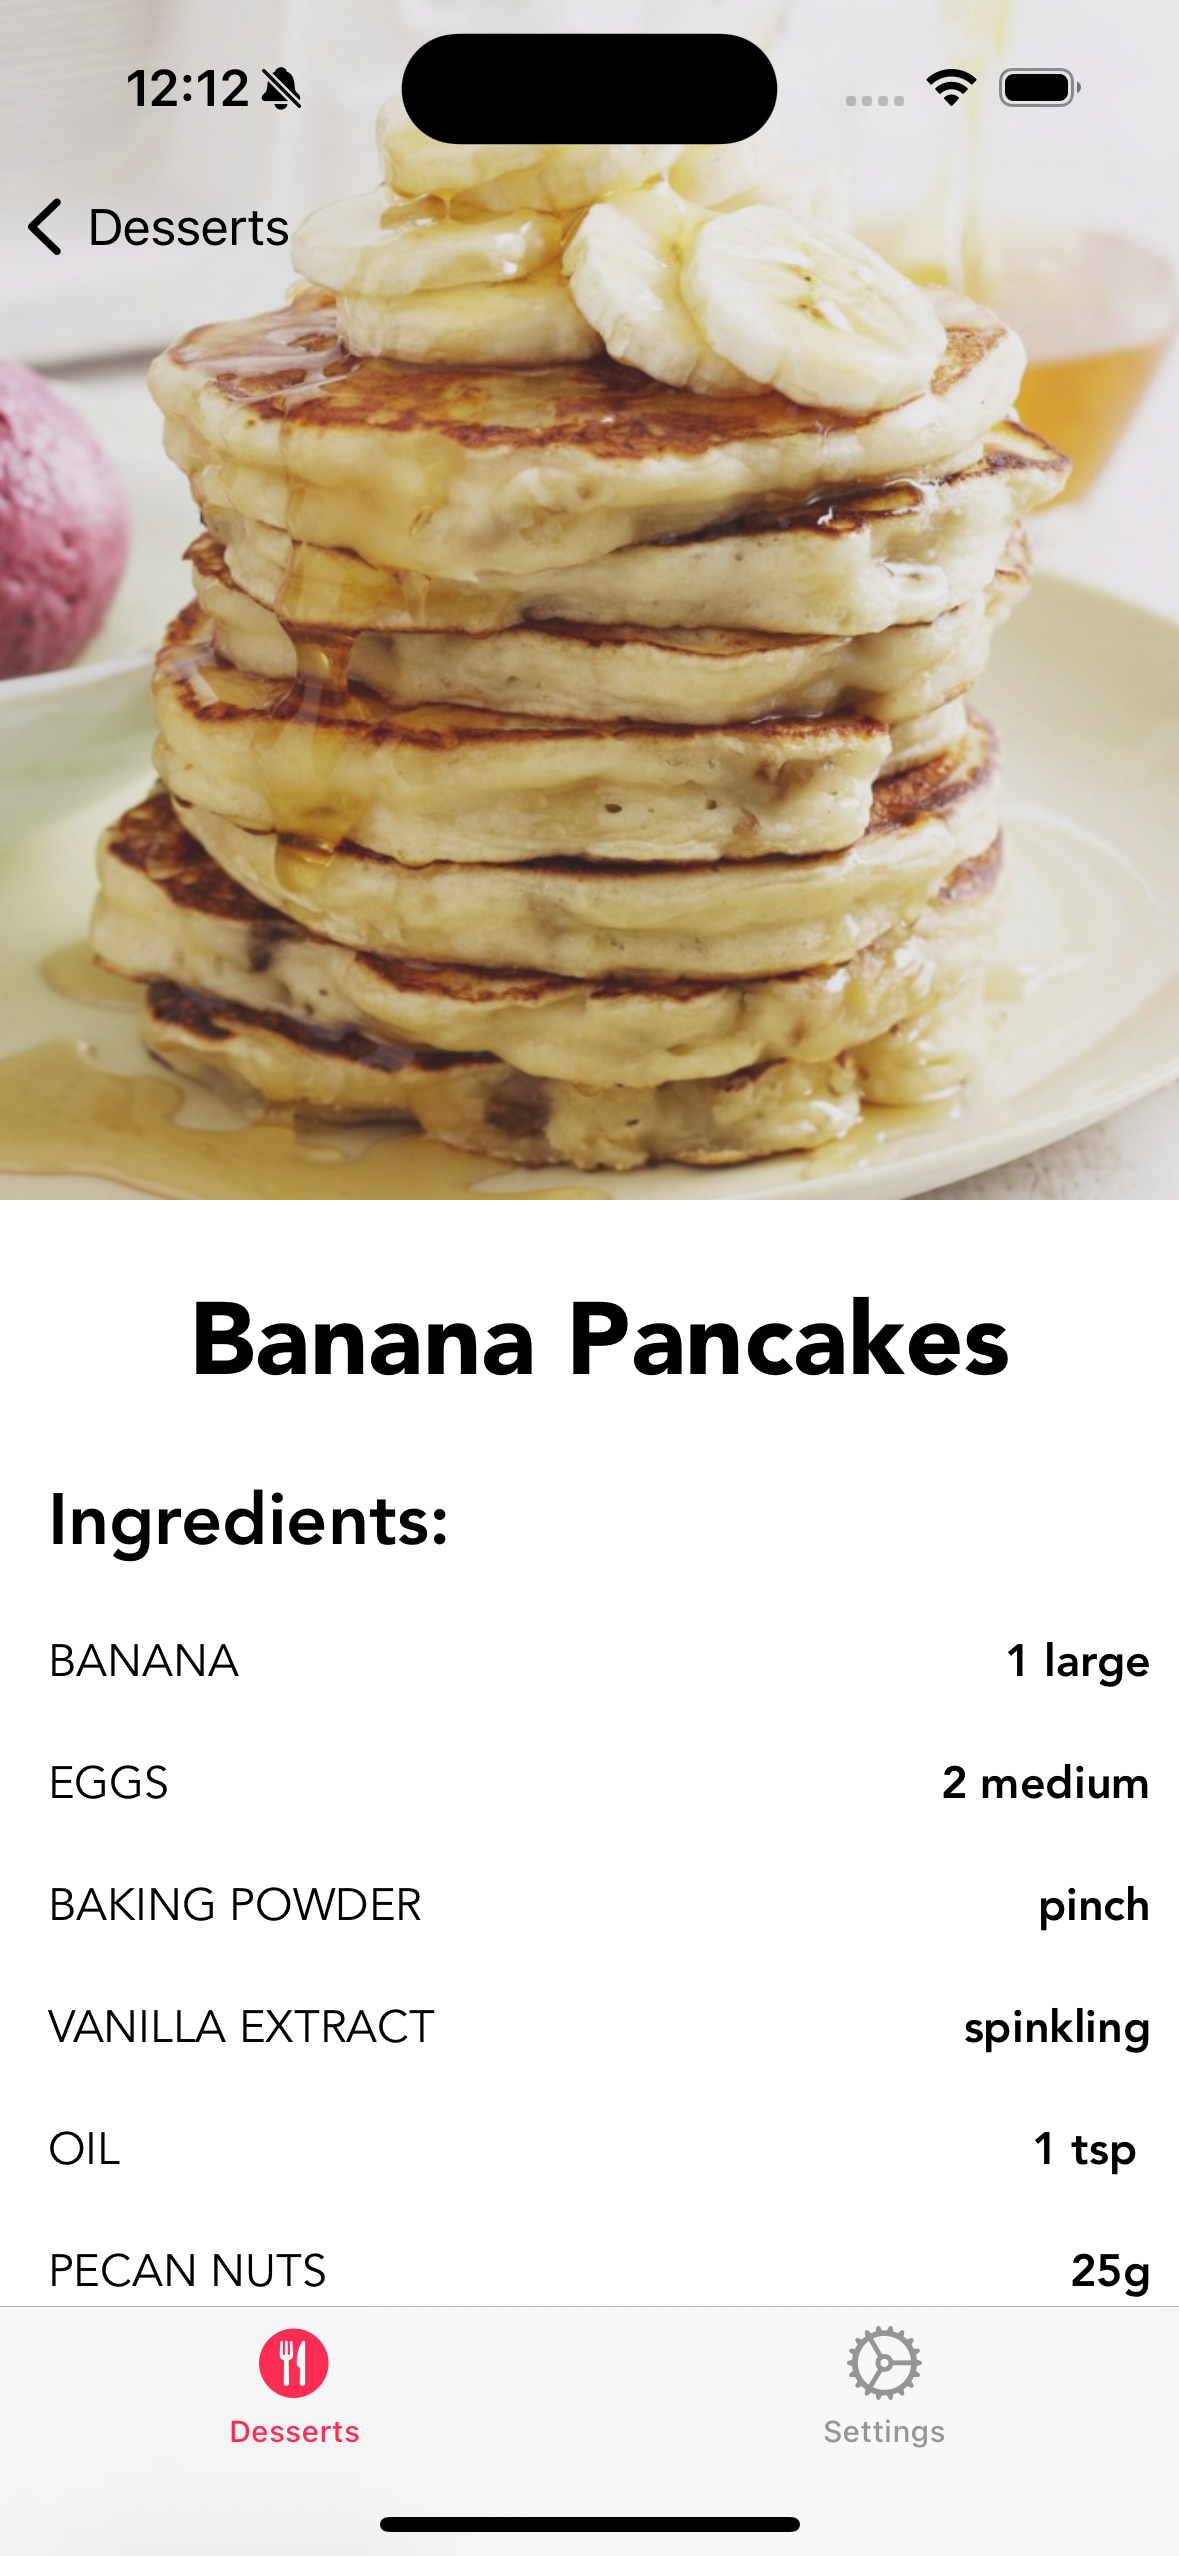 12:12
Desserts
Banana Pancakes
Ingredients:
BANANA 1 large
EGGS 2 medium
BAKING POWDER pinch
VANILLA EXTRACT spinkling
OIL 1 tsp
PECAN NUTS 25g
Desserts Settings